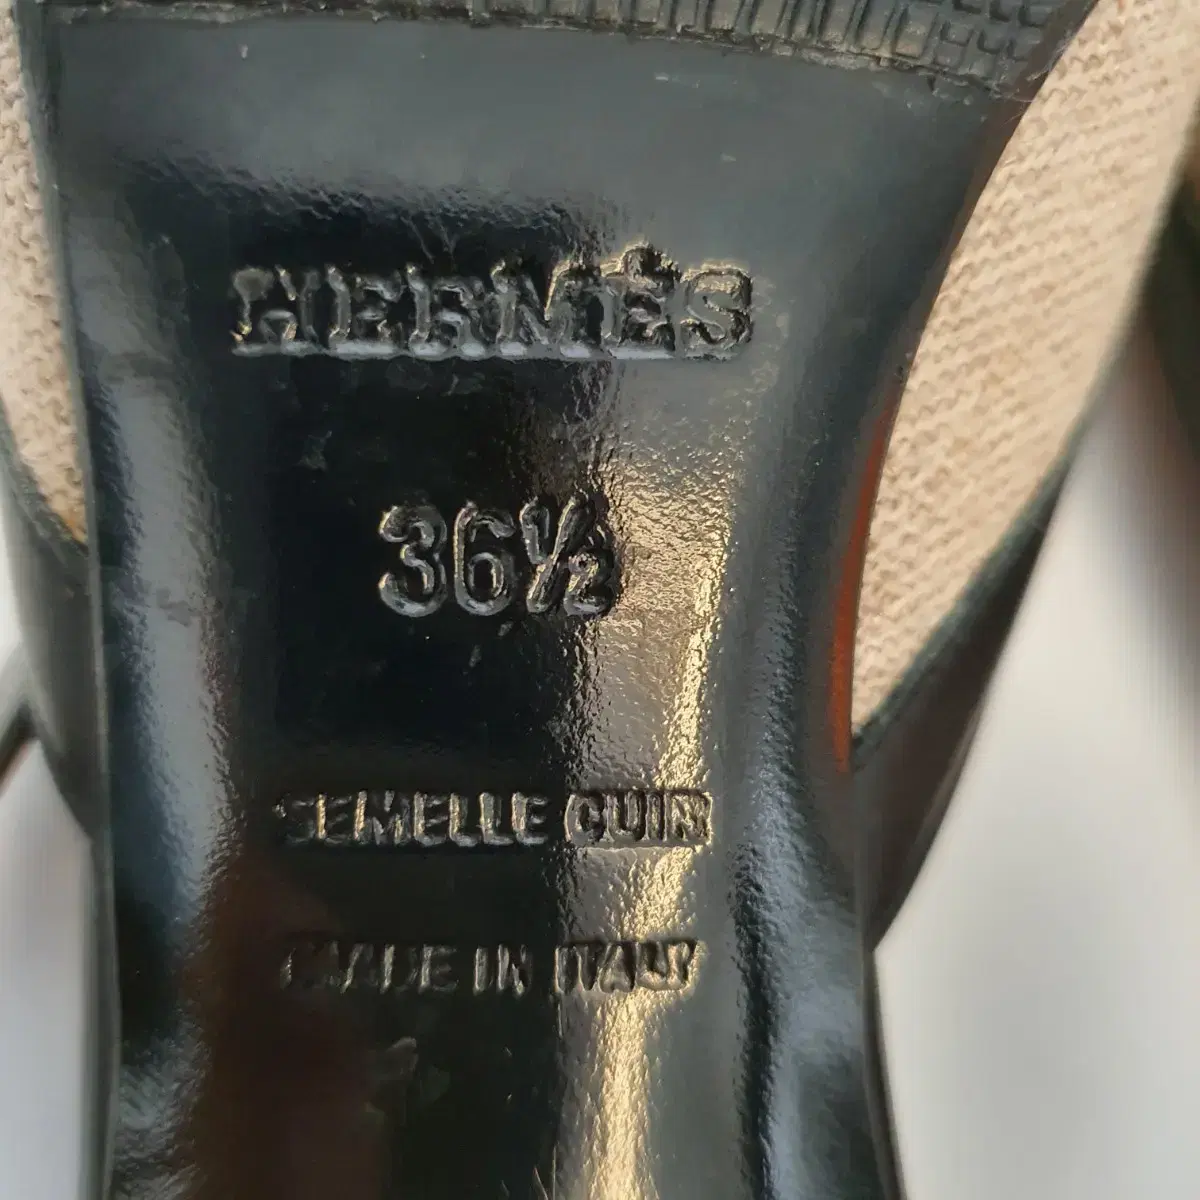 HERMÈS
36½
SEMELLE CUIR
MADE IN ITALY